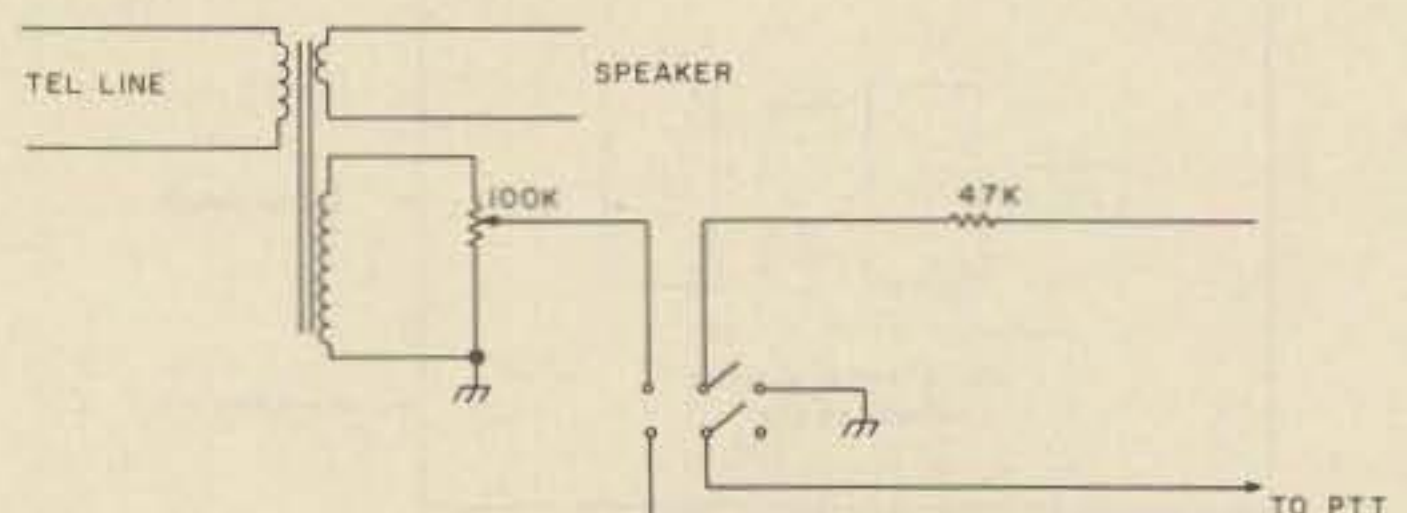 TEL LINE
SPEAKER
100K
47K
TO PTT